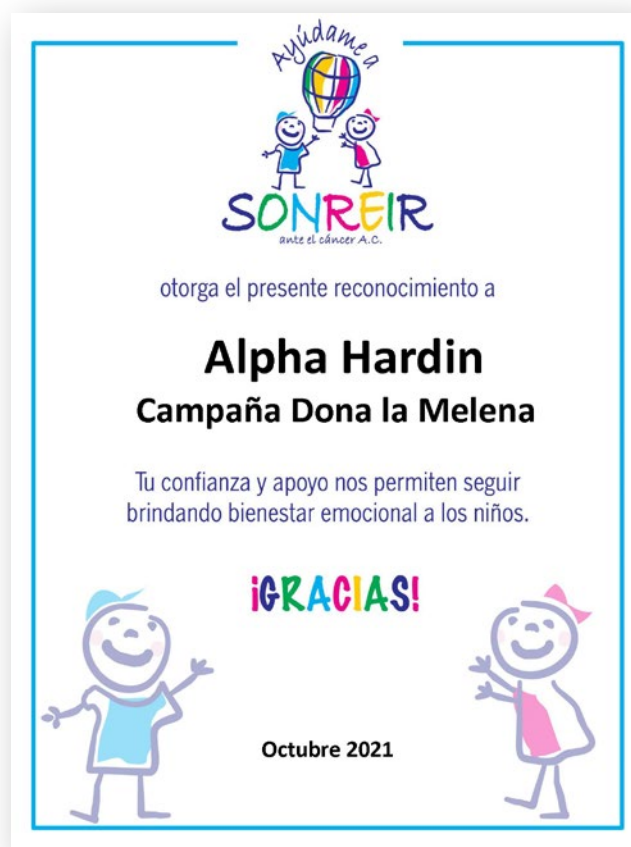 Ayúdame a
SONREIR
ante el cáncer A.C.
otorga el presente reconocimiento a
Alpha Hardin
Campaña Dona la Melena
Tu confianza y apoyo nos permiten seguir
brindando bienestar emocional a los niños.
¡GRACIAS!
Octubre 2021